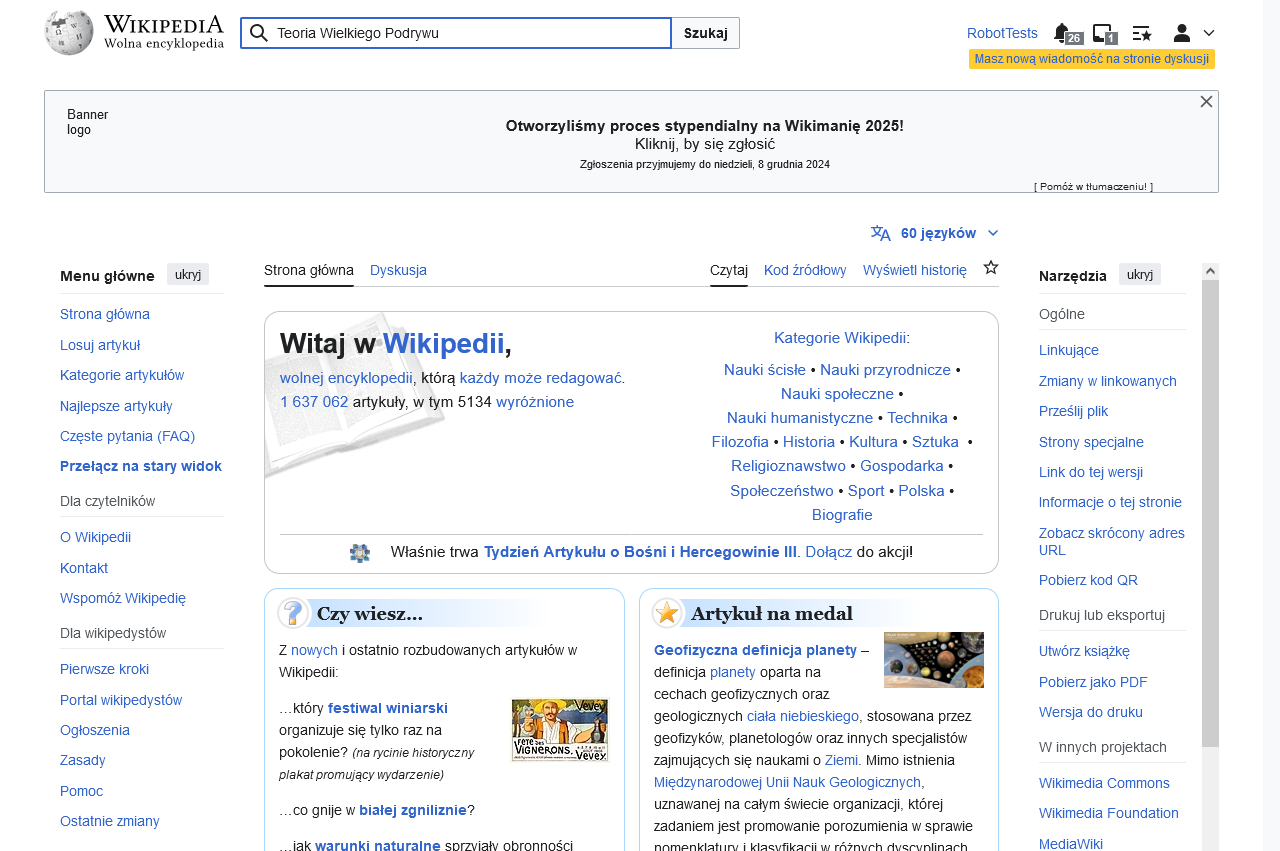 WIKIPEDIA
Wolna encyklopedia
Teoria Wielkiego Podrywu
Szukaj
RobotTests
26
1
Masz nową wiadomość na stronie dyskusji
Banner
logo
Otworzyliśmy proces stypendialny na Wikimanię 2025!
Kliknij, by się zgłosić
Zgłoszenia przyjmujemy do niedzieli, 8 grudnia 2024
[ Pomóż w tłumaczeniu! ]
60 języków
Menu główne
ukryj
Strona główna
Losuj artykuł
Kategorie artykułów
Najlepsze artykuły
Częste pytania (FAQ)
Przełącz na stary widok
Dla czytelników
O Wikipedii
Kontakt
Wspomóż Wikipedię
Dla wikipedystów
Pierwsze kroki
Portal wikipedystów
Ogłoszenia
Zasady
Pomoc
Ostatnie zmiany
Strona główna
Dyskusja
Czytaj
Kod źródłowy
Wyświetl historię
Witaj w Wikipedii,
wolnej encyklopedii, którą każdy może redagować.
1 637 062 artykuły, w tym 5134 wyróżnione
Kategorie Wikipedii:
Nauki ścisłe • Nauki przyrodnicze •
Nauki społeczne •
Nauki humanistyczne • Technika •
Filozofia • Historia • Kultura • Sztuka •
Religioznawstwo • Gospodarka •
Społeczeństwo • Sport • Polska •
Biografie
Właśnie trwa Tydzień Artykułu o Bośni i Hercegowinie III. Dołącz do akcji!
Czy wiesz...
Z nowych i ostatnio rozbudowanych artykułów w
Wikipedii:
…który festiwal winiarski
organizuje się tylko raz na
pokolenie? (na rycinie historyczny
plakat promujący wydarzenie)
Vevey
FÊTE DES
VIGNERONS.
VEVEY
…co gnije w białej zgniliznie?
…jak warunki naturalne sprzyjały obronności
Artykuł na medal
Geofizyczna definicja planety –
definicja planety oparta na
cechach geofizycznych oraz
geologicznych ciała niebieskiego, stosowana przez
geofizyków, planetologów oraz innych specjalistów
zajmujących się naukami o Ziemi. Mimo istnienia
Międzynarodowej Unii Nauk Geologicznych,
uznawanej na całym świecie organizacji, której
zadaniem jest promowanie porozumienia w sprawie
nomenklatury i klasyfikacji w różnych dyscyplinach
Narzędzia
ukryj
Ogólne
Linkujące
Zmiany w linkowanych
Prześlij plik
Strony specjalne
Link do tej wersji
Informacje o tej stronie
Zobacz skrócony adres
URL
Pobierz kod QR
Drukuj lub eksportuj
Utwórz książkę
Pobierz jako PDF
Wersja do druku
W innych projektach
Wikimedia Commons
Wikimedia Foundation
MediaWiki